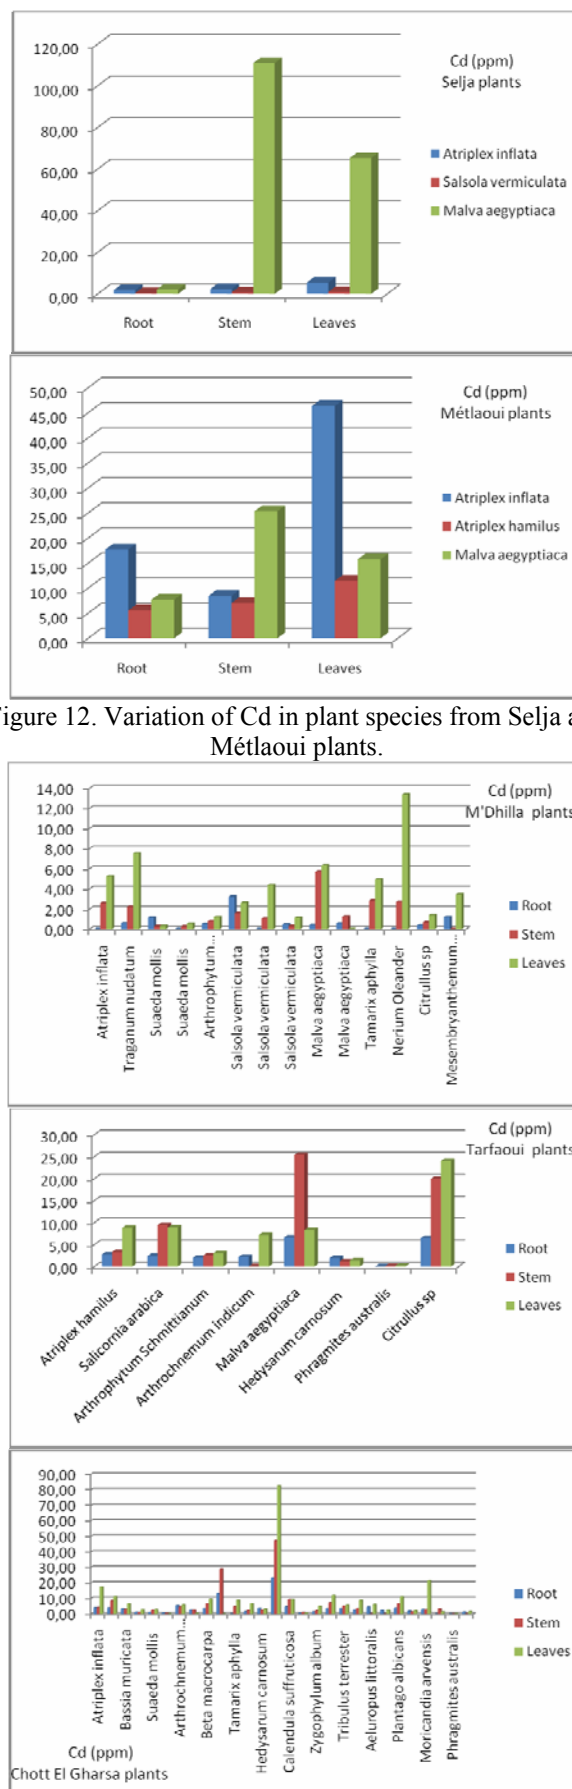 120,00
100,00
80,00
60,00
40,00
20,00
0,00
Root Stem Leaves
Cd (ppm)
Selja plants
Atriplex inflata
Salsola vermiculata
Malva aegyptiaca
50,00
45,00
40,00
35,00
30,00
25,00
20,00
15,00
10,00
5,00
0,00
Root Stem Leaves
Cd (ppm)
Métlaoui plants
Atriplex inflata
Atriplex hamilus
Malva aegyptiaca
igure 12. Variation of Cd in plant species from Selja a
Métlaoui plants.
14,00
12,00
10,00
8,00
6,00
4,00
2,00
0,00
Cd (ppm)
M'Dhilla plants
Root
Stem
Leaves
Atriplex inflata
Traganum nudatum
Suaeda mollis
Suaeda mollis
Arthrophytum...
Salsola vermiculata
Salsola vermiculata
Salsola vermiculata
Malva aegyptiaca
Malva aegyptiaca
Tamarix aphylla
Nerium Oleander
Citrullus sp
Mesembryanthemum...
30,00
25,00
20,00
15,00
10,00
5,00
0,00
Cd (ppm)
Tarfaoui plants
Root
Stem
Leaves
Atriplex hamilus
Salicornia arabica
Arthrophytum Schmittianum
Arthrochnemum indicum
Malva aegyptiaca
Hedysarum carnosum
Phragmites australis
Citrullus sp
90,00
80,00
70,00
60,00
50,00
40,00
30,00
20,00
10,00
0,00
Root
Stem
Leaves
Atriplex inflata
Bassia muricata
Suaeda mollis
Arthrochnemum...
Beta macrocarpa
Tamarix aphylla
Hedysarum carnosum
Calendula suffruticosa
Zygophylum album
Tribulus terrester
Aeluropus littoralis
Plantago albicans
Moricandia arvensis
Phragmites australis
Cd (ppm)
Chott El Gharsa plants